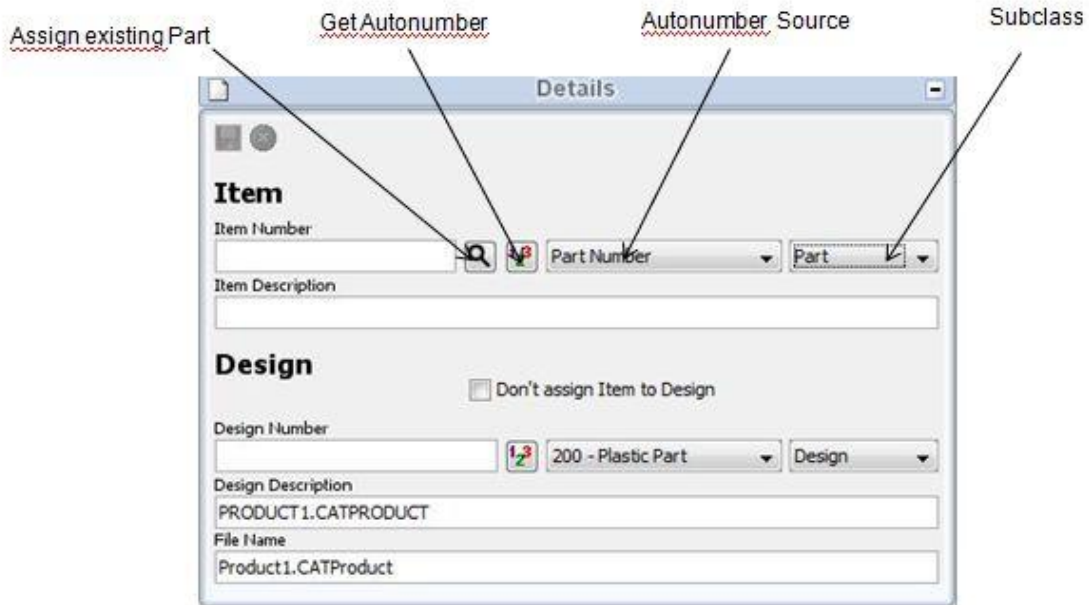 Assign existing Part
Get Autonumber
Autonumber Source
Subclass
Details
Item
Item Number
Part Number
Part
Item Description
Design
Don't assign Item to Design
Design Number
123
200 - Plastic Part
Design
Design Description
PRODUCT1.CATPRODUCT
File Name
Product1.CATProduct